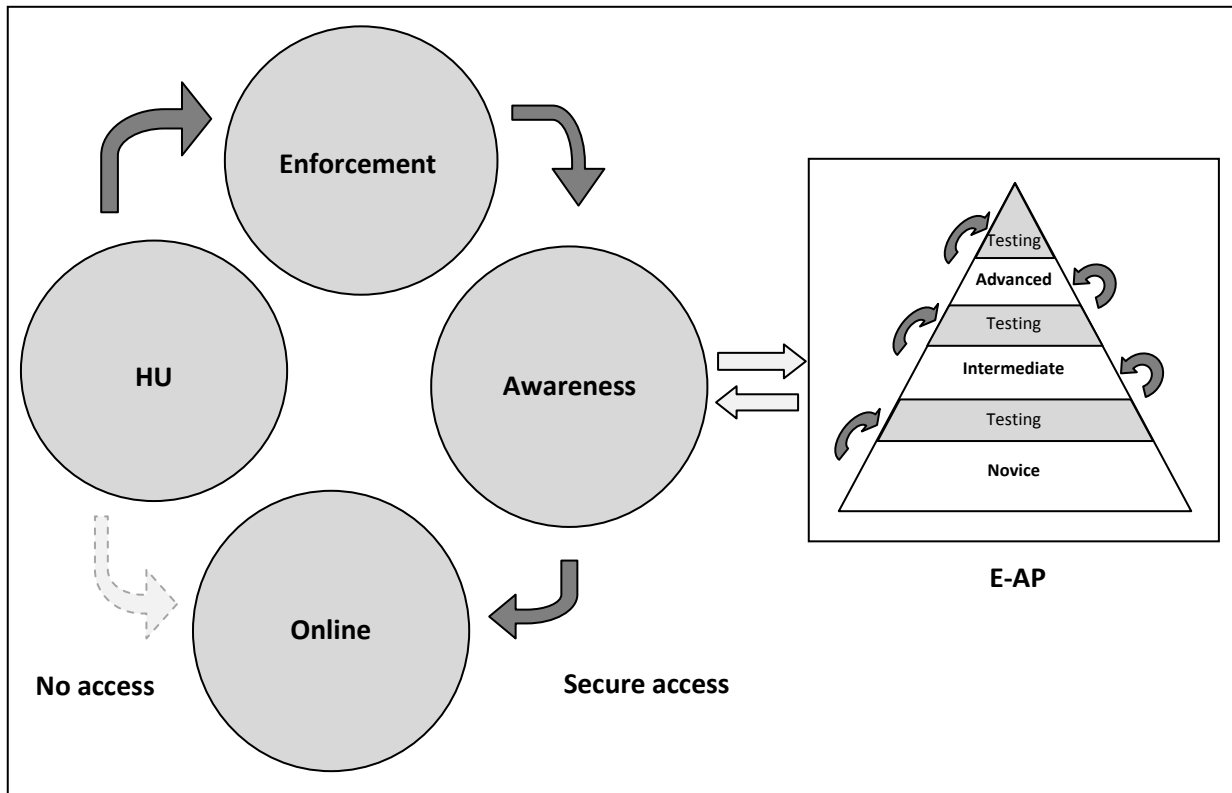 Enforcement
HU
Awareness
Online
No access
Secure access
Testing
Advanced
Testing
Intermediate
Testing
Novice
E-AP